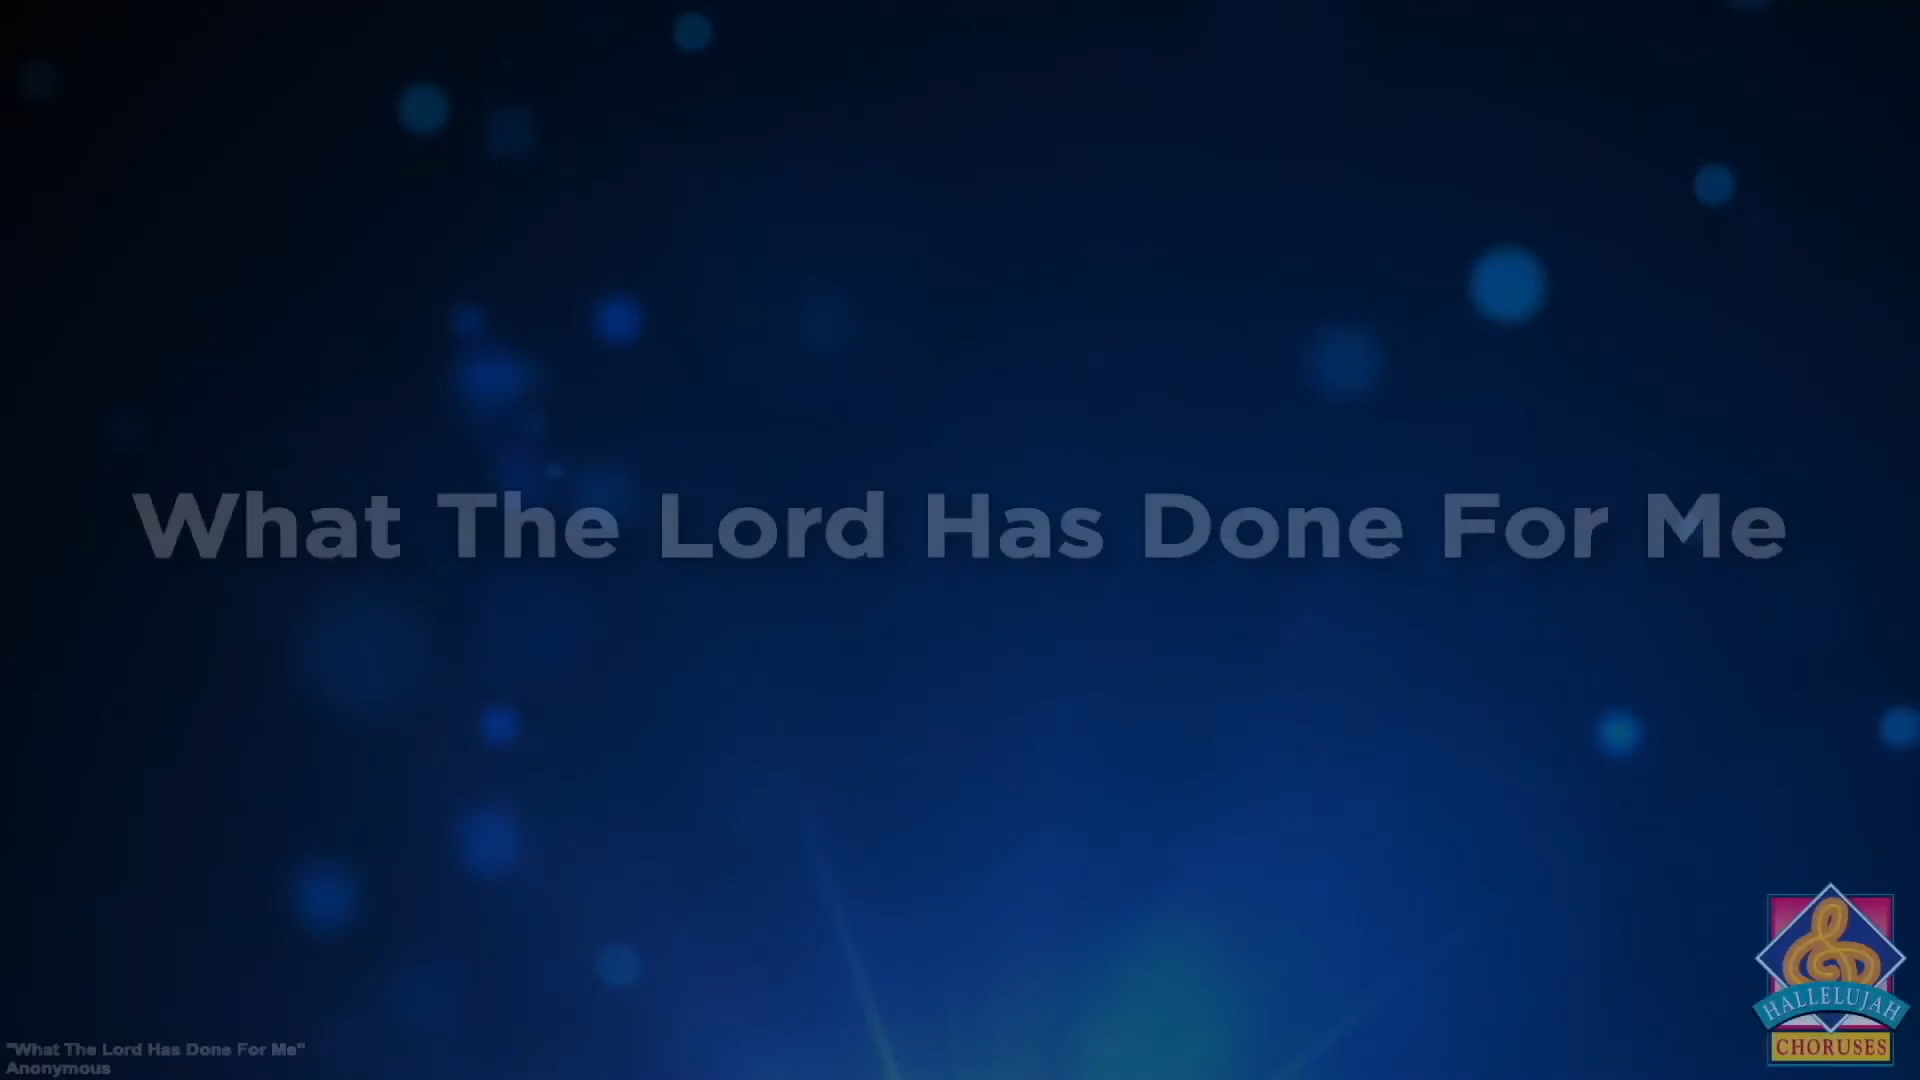 What The Lord Has Done For Me
"What The Lord Has Done For Me"
Anonymous
HALLELUJAH
CHORUSES